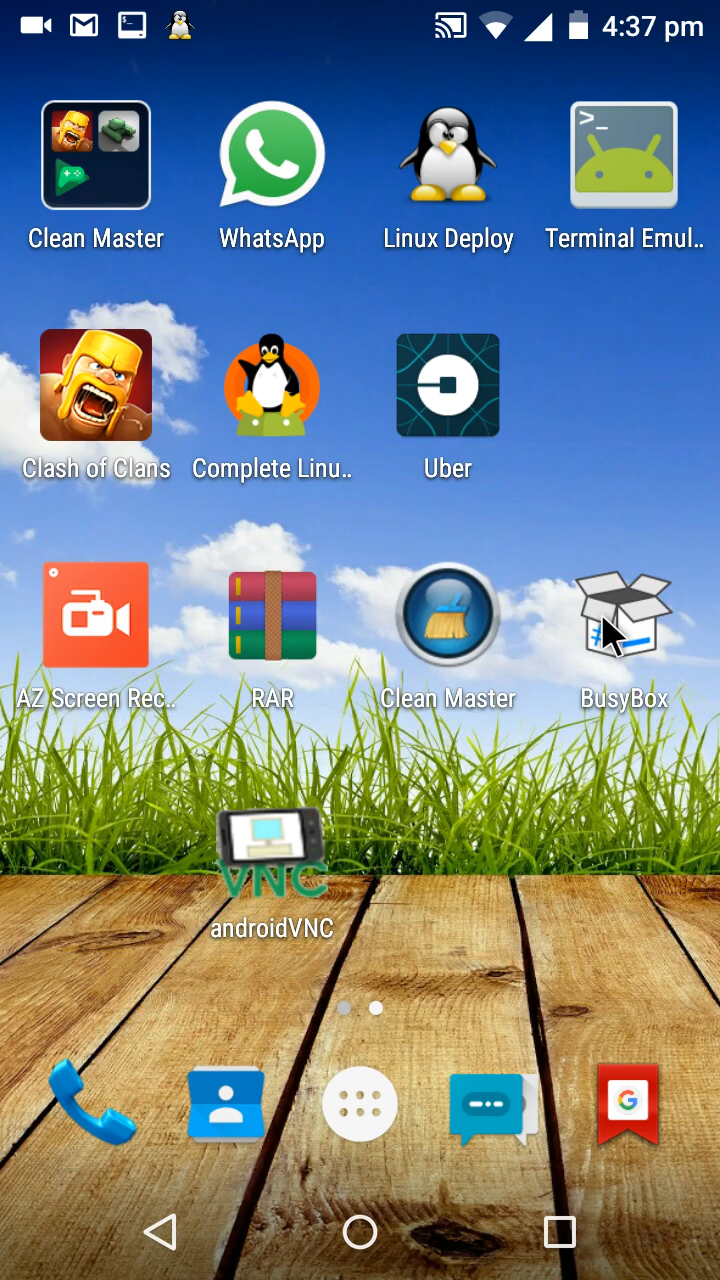 4:37 pm
Clean Master
WhatsApp
Linux Deploy
>_
Terminal Emul..
Clash of Clans
Complete Linu..
Uber
AZ Screen Rec..
RAR
Clean Master
BusyBox
VNC
androidVNC
G